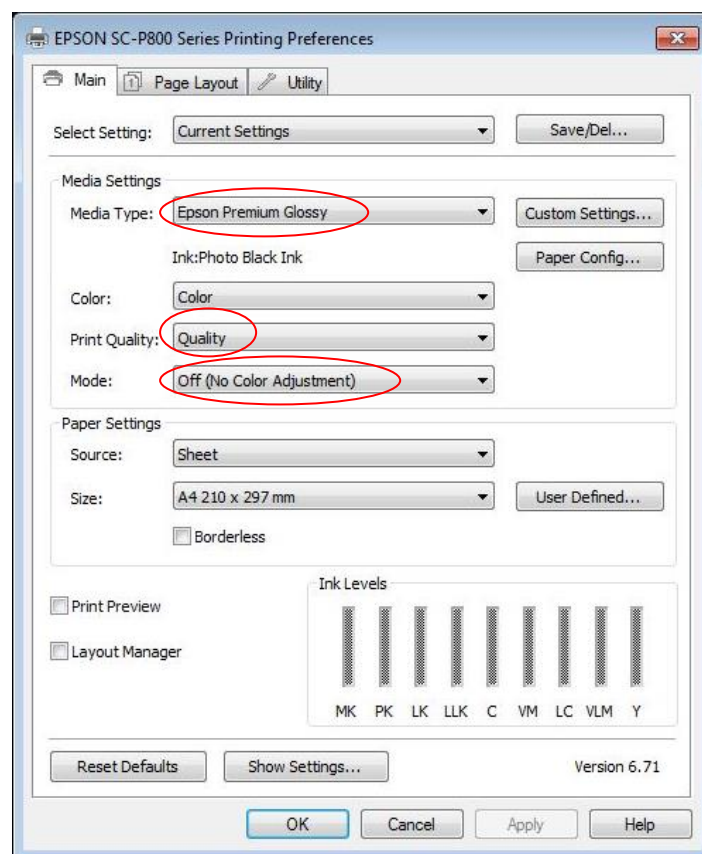 EPSON SC-P800 Series Printing Preferences
Main Page Layout Utility
Select Setting: Current Settings Save/Del...
Media Settings
Media Type: Epson Premium Glossy Custom Settings...
Ink:Photo Black Ink Paper Config...
Color: Color
Print Quality: Quality
Mode: Off (No Color Adjustment)
Paper Settings
Source: Sheet
Size: A4 210 x 297 mm User Defined...
Borderless
Ink Levels
Print Preview
Layout Manager
MK PK LK LLK C VM LC VLM Y
Reset Defaults Show Settings... Version 6.71
OK Cancel Apply Help